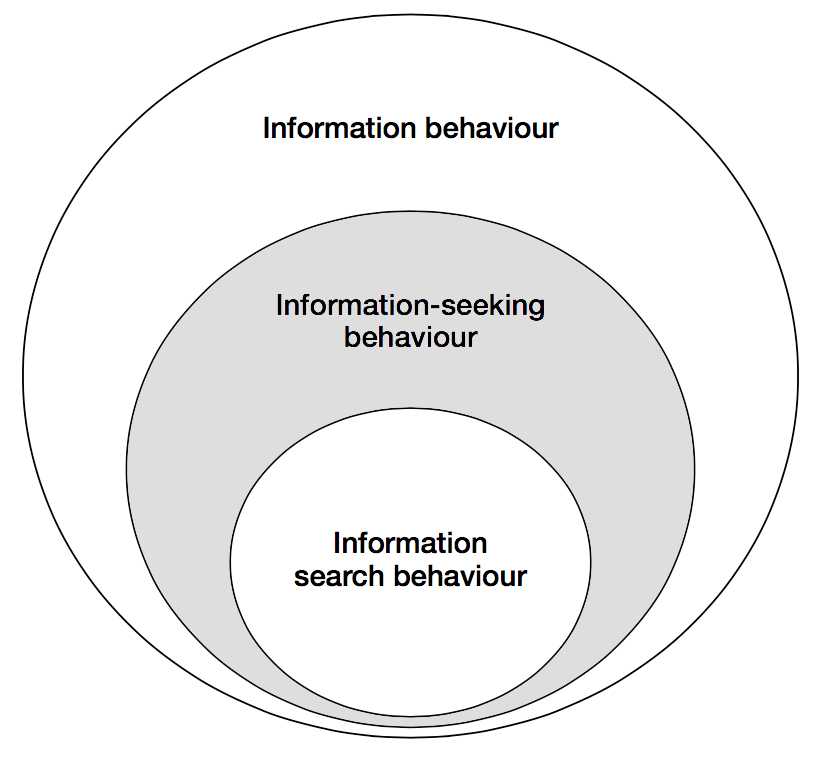 Information behaviour
Information-seeking
behaviour
Information
search behaviour